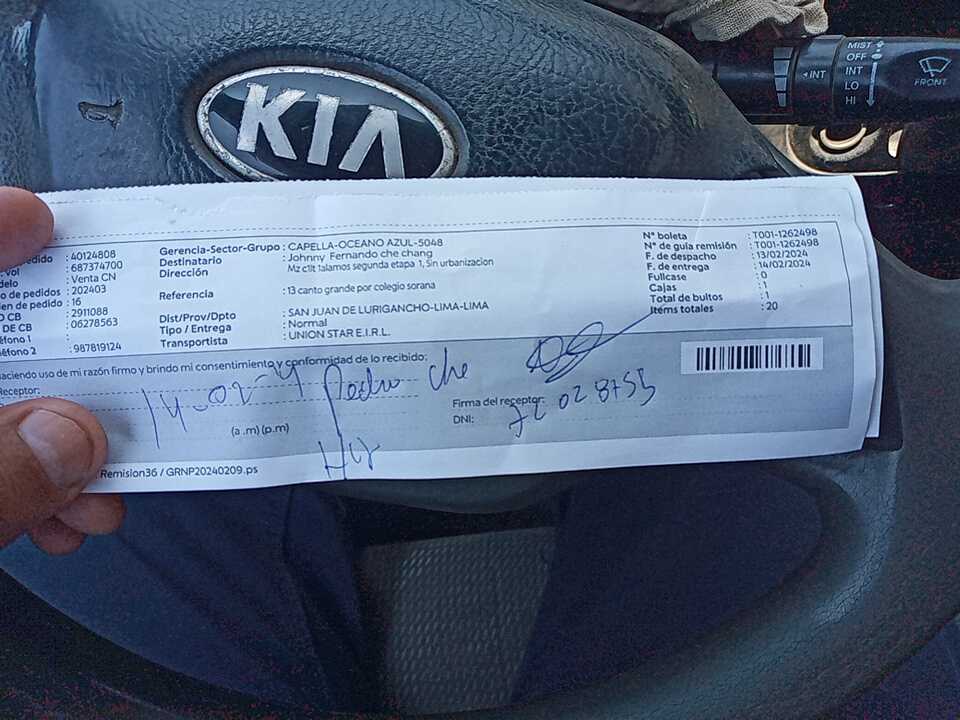 KIA
MIST
OFF
INT INT
LO
HI
FRONT
edido : 40124808
vol : 687374700
delo : Venta CN
o de pedidos : 202403
en de pedido : 16
O CB : 2911088
DE CB : 06278563
éfono 1
éfono 2 : 987819124
Gerencia-Sector-Grupo : CAPELLA-OCEANO AZUL-5048
Destinatario : Johnny Fernando che chang
Dirección : Mz c1lt talamos segunda etapa 1, Sin urbanizacion
Referencia : 13 canto grande por colegio sorana
Dist/Prov/Dpto : SAN JUAN DE LURIGANCHO-LIMA-LIMA
Tipo / Entrega : Normal
Transportista : UNION STAR E.I.R.L.
N° boleta : T001-1262498
N° de guia remisión : T001-1262498
F. de despacho : 13/02/2024
F. de entrega : 14/02/2024
Fullcase : 0
Cajas : 1
Total de bultos : 1
Items totales : 20
aciendo uso de mi razón firmo y brindo mi consentimiento y conformidad de lo recibido:
Receptor:
14-02-24 Pedro che
(a.m) (p.m)
Firma del receptor:
DNI: 72028755
Remision36 / GRNP20240209.ps